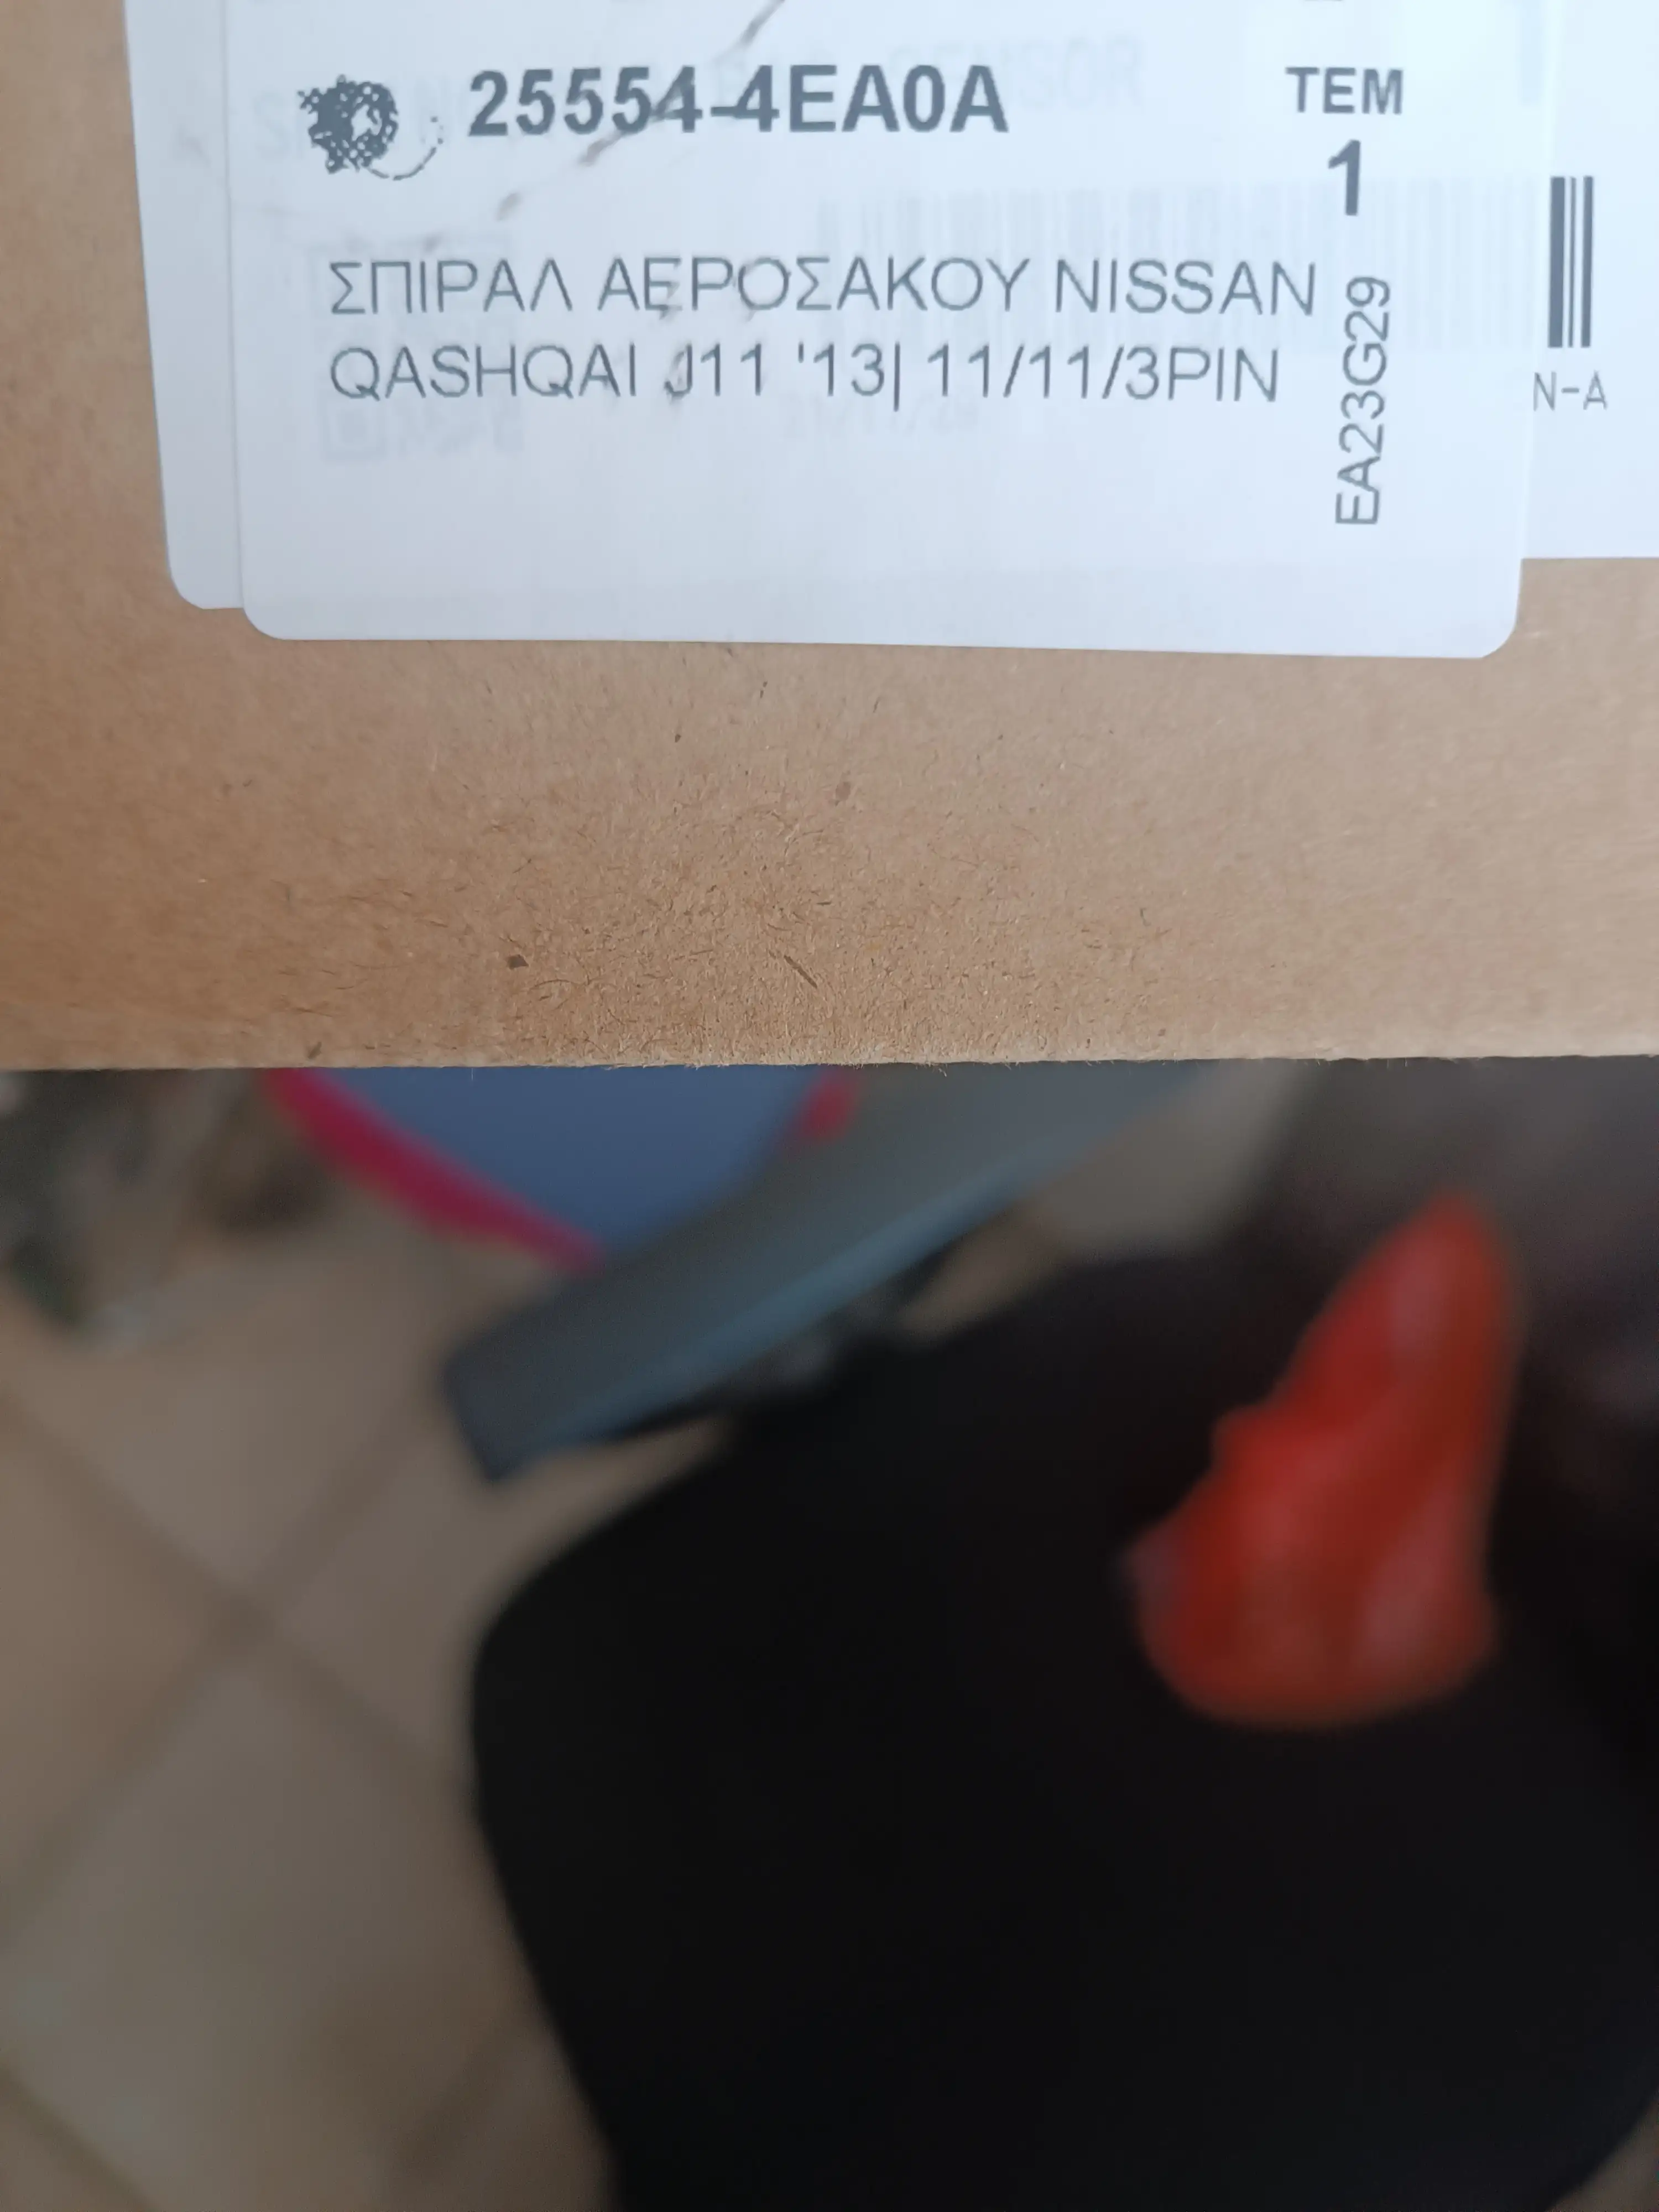 25554-4EA0A
TEM
1
ΣΠΙΡΑΛ ΑΕΡΟΣΑΚΟΥ NISSAN
QASHQAI J11 '13| 11/11/3PIN
EA23G29
N-A